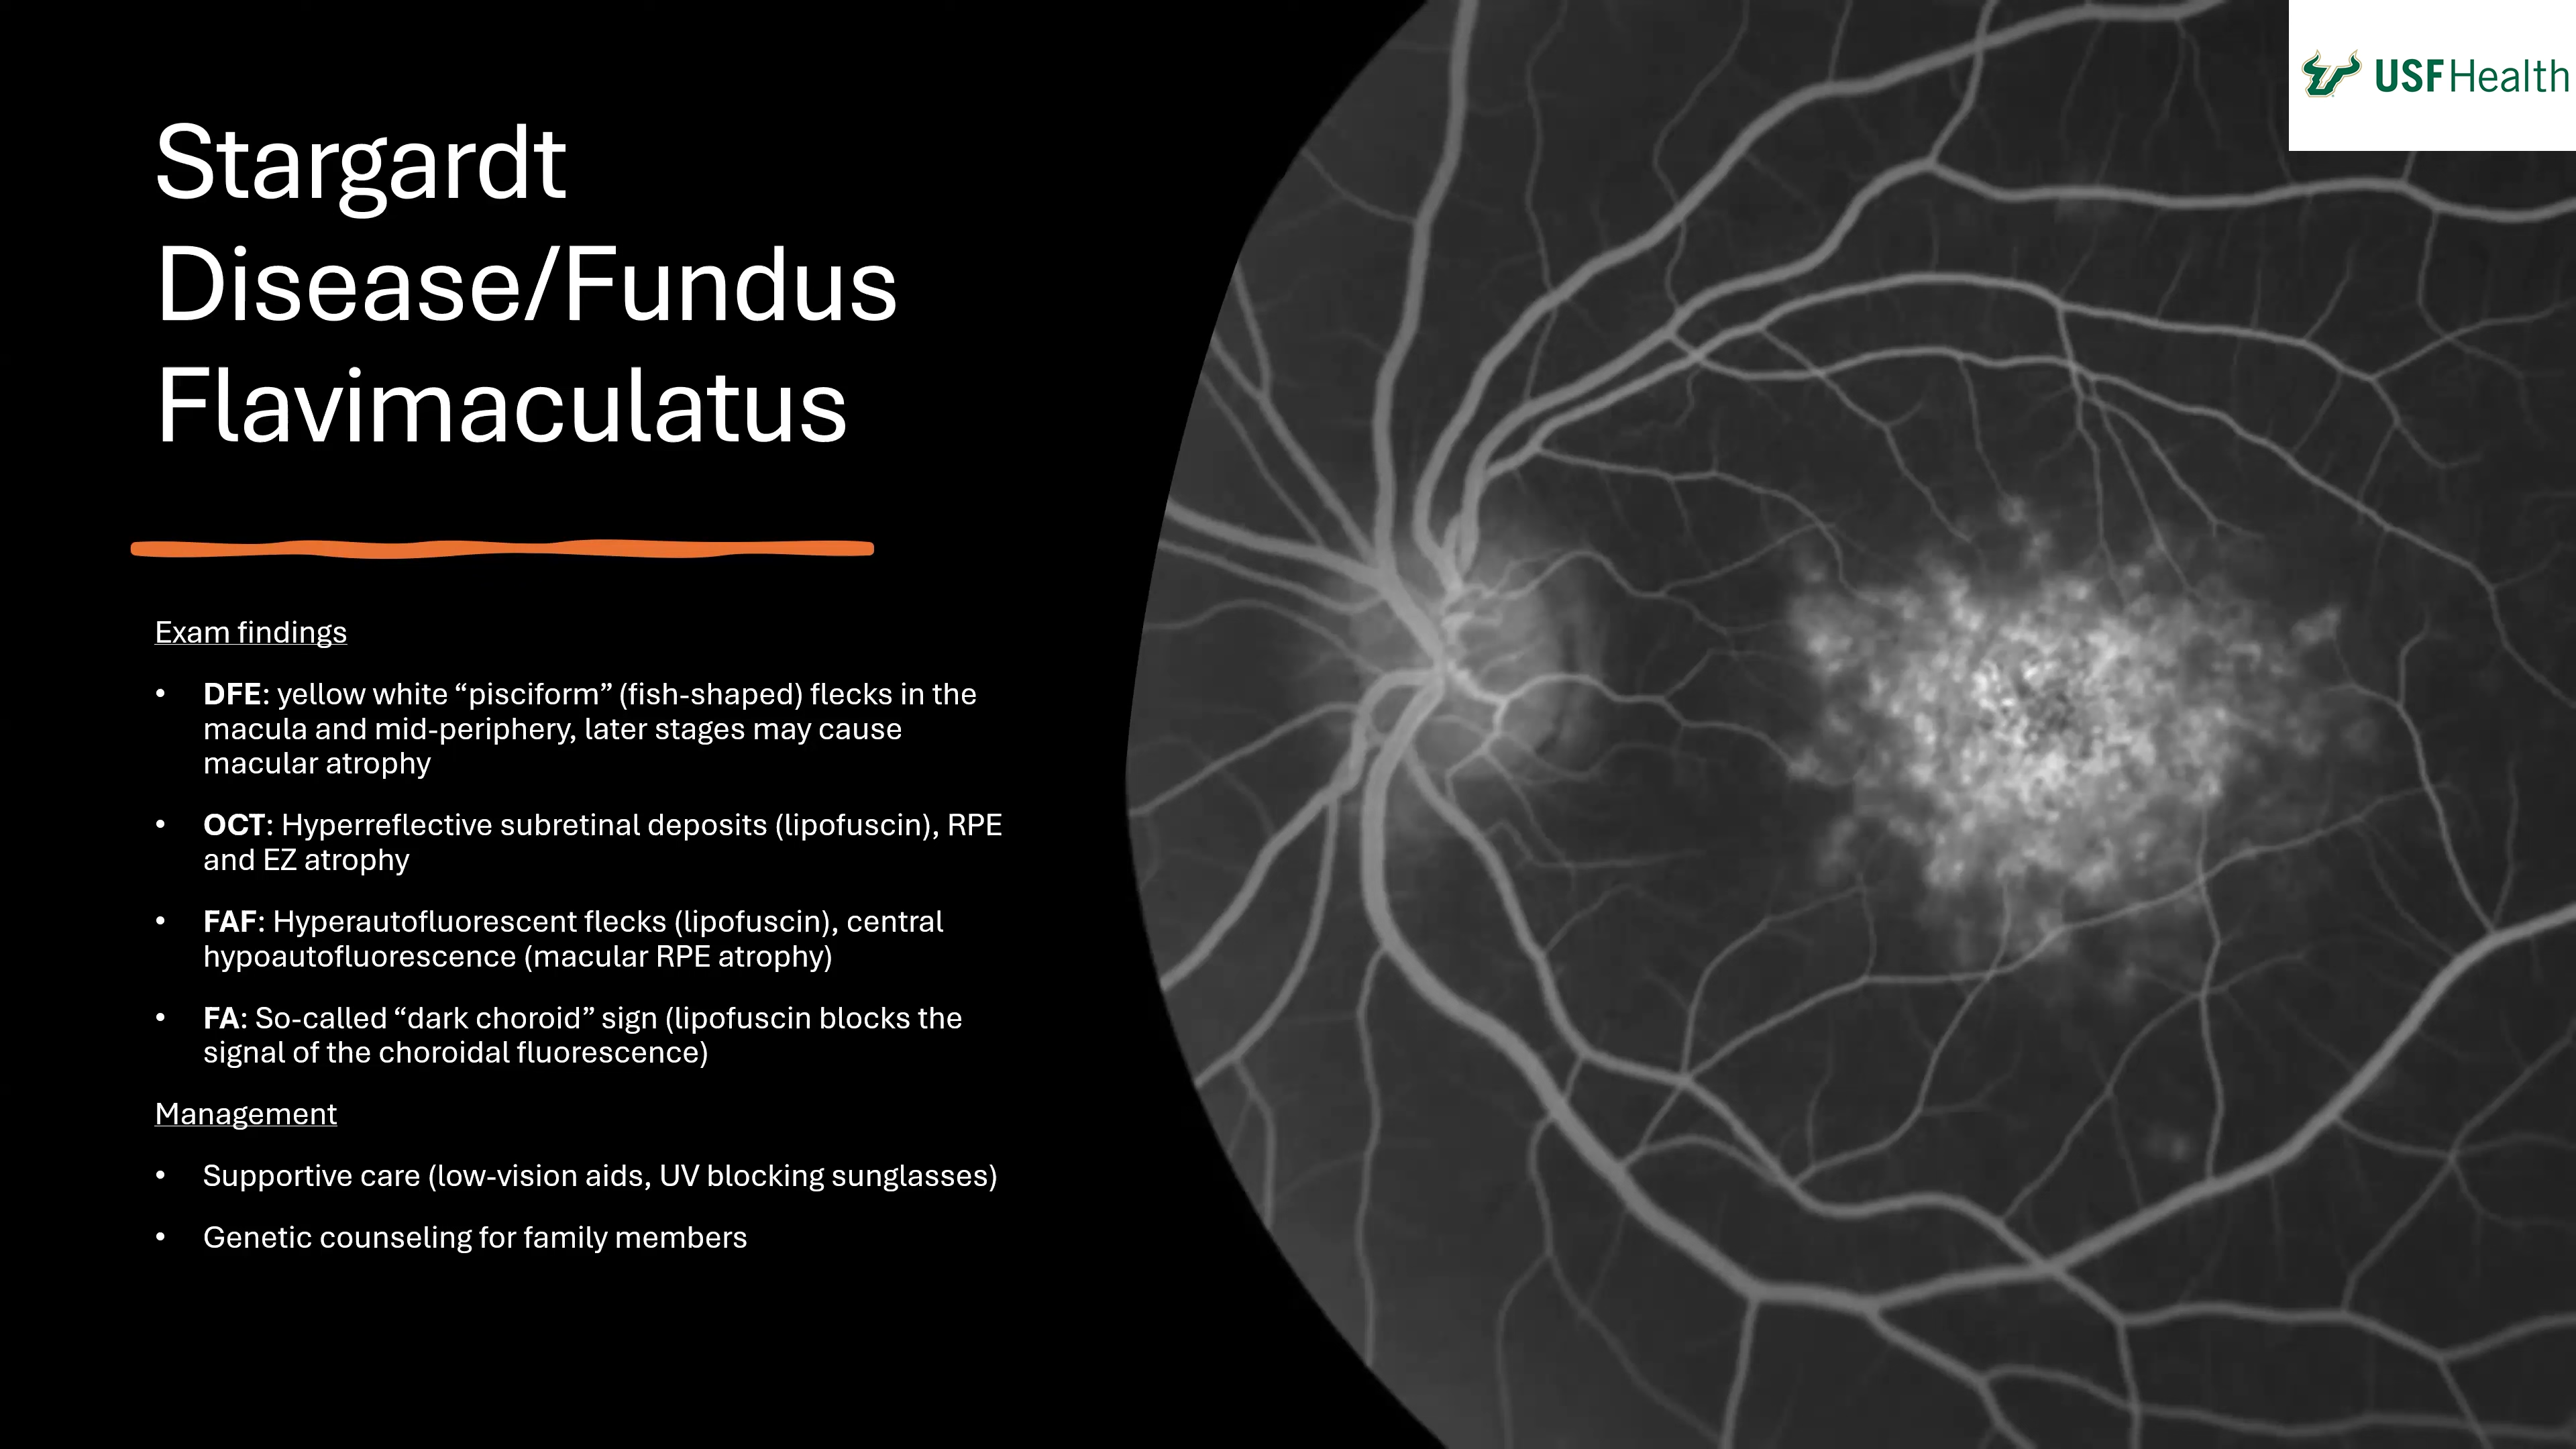 Stargardt
Disease/Fundus
Flavimaculatus
USFHealth
Exam findings
• DFE: yellow white “pisciform” (fish-shaped) flecks in the
macula and mid-periphery, later stages may cause
macular atrophy
• OCT: Hyperreflective subretinal deposits (lipofuscin), RPE
and EZ atrophy
• FAF: Hyperautofluorescent flecks (lipofuscin), central
hypoautofluorescence (macular RPE atrophy)
• FA: So-called “dark choroid” sign (lipofuscin blocks the
signal of the choroidal fluorescence)
Management
• Supportive care (low-vision aids, UV blocking sunglasses)
• Genetic counseling for family members